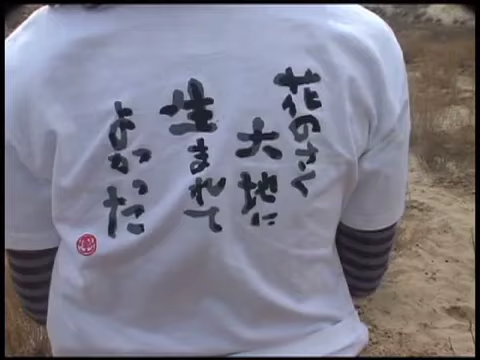 花のさく
大地に
生まれて
よかった